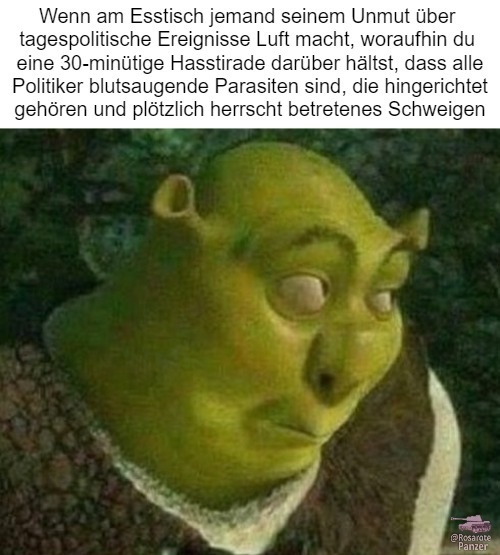 Wenn am Esstisch jemand seinem Unmut über
tagespolitische Ereignisse Luft macht, woraufhin du
eine 30-minütige Hasstirade darüber hältst, dass alle
Politiker blutsaugende Parasiten sind, die hingerichtet
gehören und plötzlich herrscht betretenes Schweigen
@Rosarote
Panzer